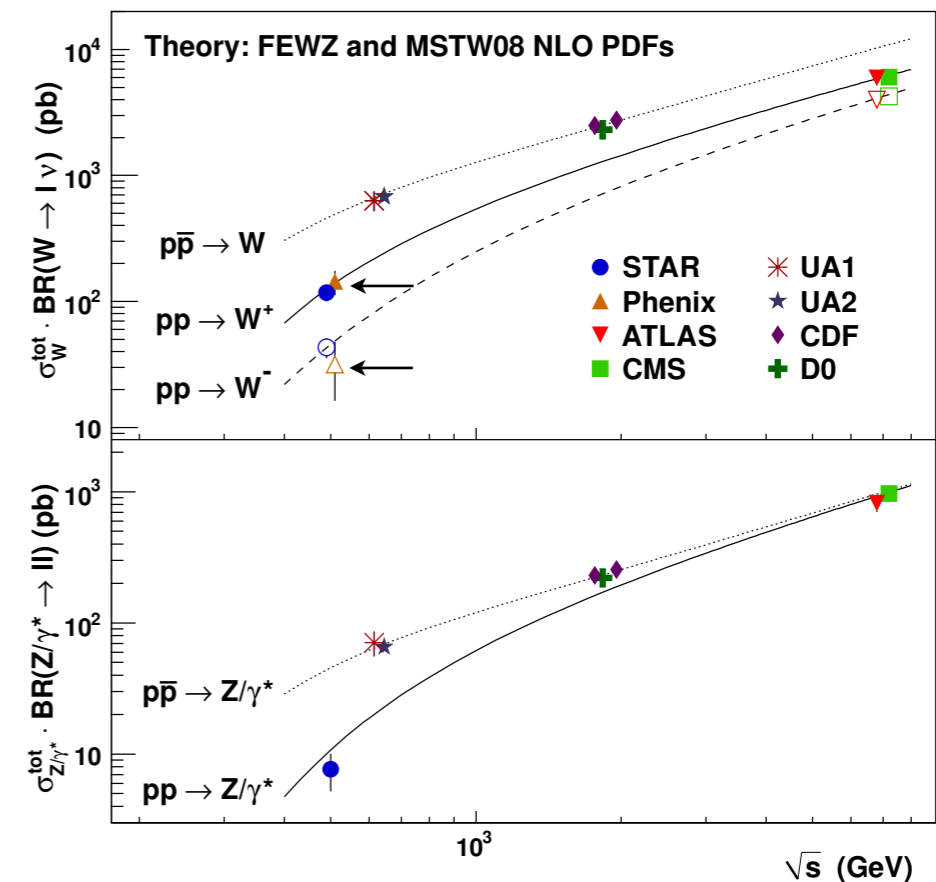 Theory: FEWZ and MSTW08 NLO PDFs
σ_W^tot · BR(W → l ν) (pb)
10⁴
10³
10²
10
pp̅ → W
pp → W⁺
pp → W⁻
STAR
Phenix
ATLAS
CMS
UA1
UA2
CDF
D0
σ_Z/γ*^tot · BR(Z/γ* → ll) (pb)
10³
10²
10
pp̅ → Z/γ*
pp → Z/γ*
10³
√s (GeV)